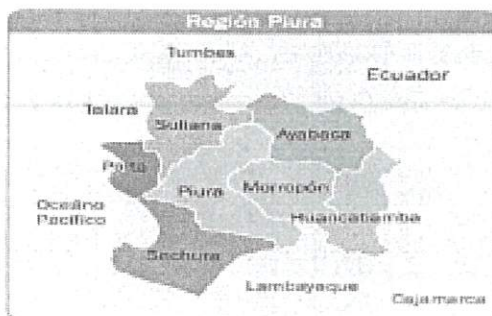 Región Piura
Tumbes
Ecuador
Talara
Sullana
Ayabaca
Paita
Piura
Morropón
Océano
Pacífico
Huancabamba
Sechura
Lambayeque
Cajamarca